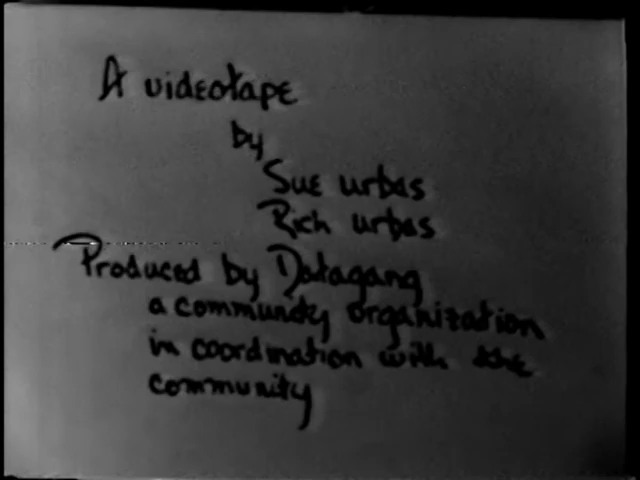 A videotape
by
Sue urbas
Rich urbas
Produced by Datagang
a community organization
in coordination with the
community